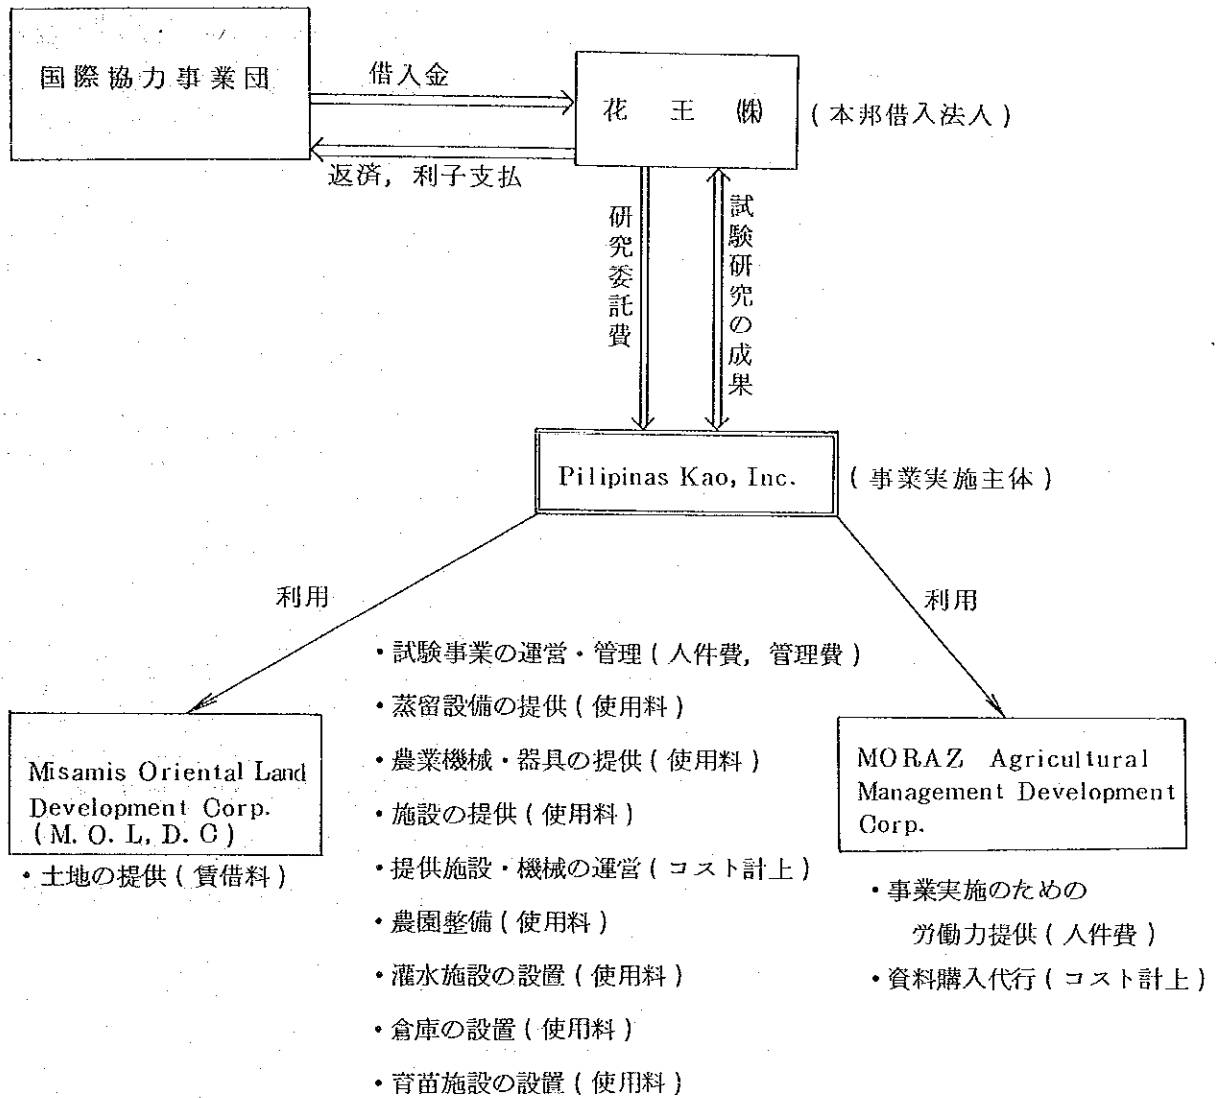 国際協力事業団
借入金
花王㈱
(本邦借入法人)
返済, 利子支払
研究委託費
試験研究の成果
Pilipinas Kao, Inc.
(事業実施主体)
利用
利用
Misamis Oriental Land
Development Corp.
(M. O. L, D. C)
・土地の提供(賃借料)
・試験事業の運営・管理(人件費, 管理費)
・蒸留設備の提供(使用料)
・農業機械・器具の提供(使用料)
・施設の提供(使用料)
・提供施設・機械の運営(コスト計上)
・農園整備(使用料)
・灌水施設の設置(使用料)
・倉庫の設置(使用料)
・育苗施設の設置(使用料)
MORAZ Agricultural
Management Development
Corp.
・事業実施のための
労働力提供(人件費)
・資料購入代行(コスト計上)